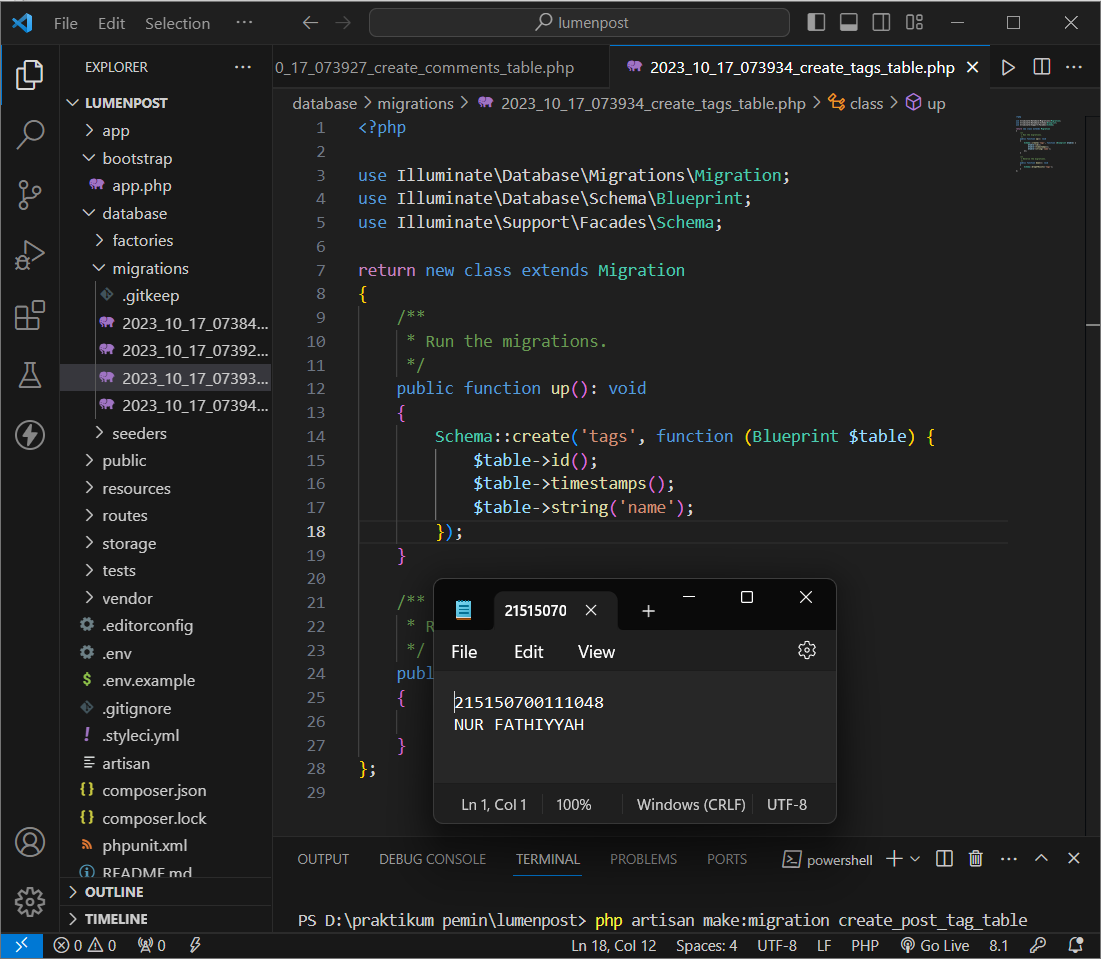 File Edit Selection ··· lumenpost
EXPLORER ···
LUMENPOST
app
bootstrap
app.php
database
factories
migrations
.gitkeep
2023_10_17_07384...
2023_10_17_07392...
2023_10_17_07393...
2023_10_17_07394...
seeders
public
resources
routes
storage
tests
vendor
.editorconfig
.env
.env.example
.gitignore
.styleci.yml
artisan
composer.json
composer.lock
phpunit.xml
README.md
OUTLINE
TIMELINE
0_17_073927_create_comments_table.php 2023_10_17_073934_create_tags_table.php
database > migrations > 2023_10_17_073934_create_tags_table.php > class > up
1 <?php
2
3 use Illuminate\Database\Migrations\Migration;
4 use Illuminate\Database\Schema\Blueprint;
5 use Illuminate\Support\Facades\Schema;
6
7 return new class extends Migration
8 {
9 /**
10 * Run the migrations.
11 */
12 public function up(): void
13 {
14 Schema::create('tags', function (Blueprint $table) {
15 $table->id();
16 $table->timestamps();
17 $table->string('name');
18 });
19 }
20
21 /**
22 * R
23 */
24 publ
25 {
26
27 }
28 };
29
21515070
File Edit View
215150700111048
NUR FATHIYYAH
Ln 1, Col 1 100% Windows (CRLF) UTF-8
OUTPUT DEBUG CONSOLE TERMINAL PROBLEMS PORTS powershell
PS D:\praktikum pemin\lumenpost> php artisan make:migration create_post_tag_table
0 0 0 Ln 18, Col 12 Spaces: 4 UTF-8 LF PHP Go Live 8.1